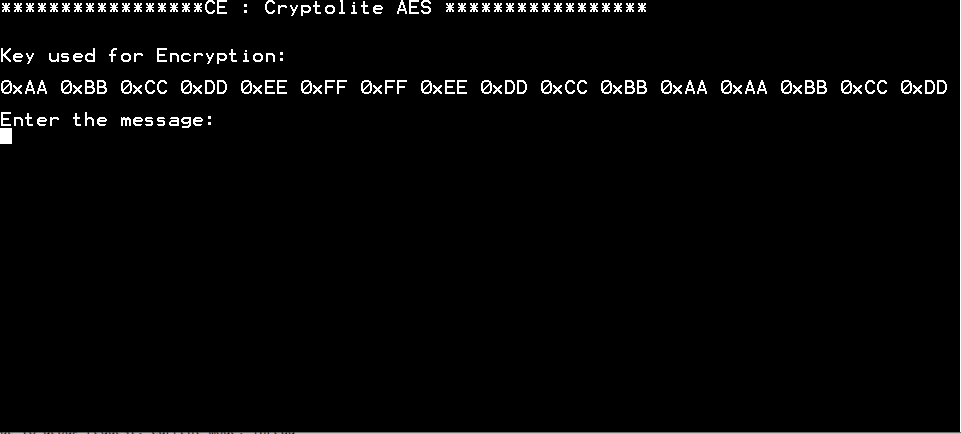 *****************CE : Cryptolite AES *****************
Key used for Encryption:
0xAA 0xBB 0xCC 0xDD 0xEE 0xFF 0xFF 0xEE 0xDD 0xCC 0xBB 0xAA 0xAA 0xBB 0xCC 0xDD
Enter the message: